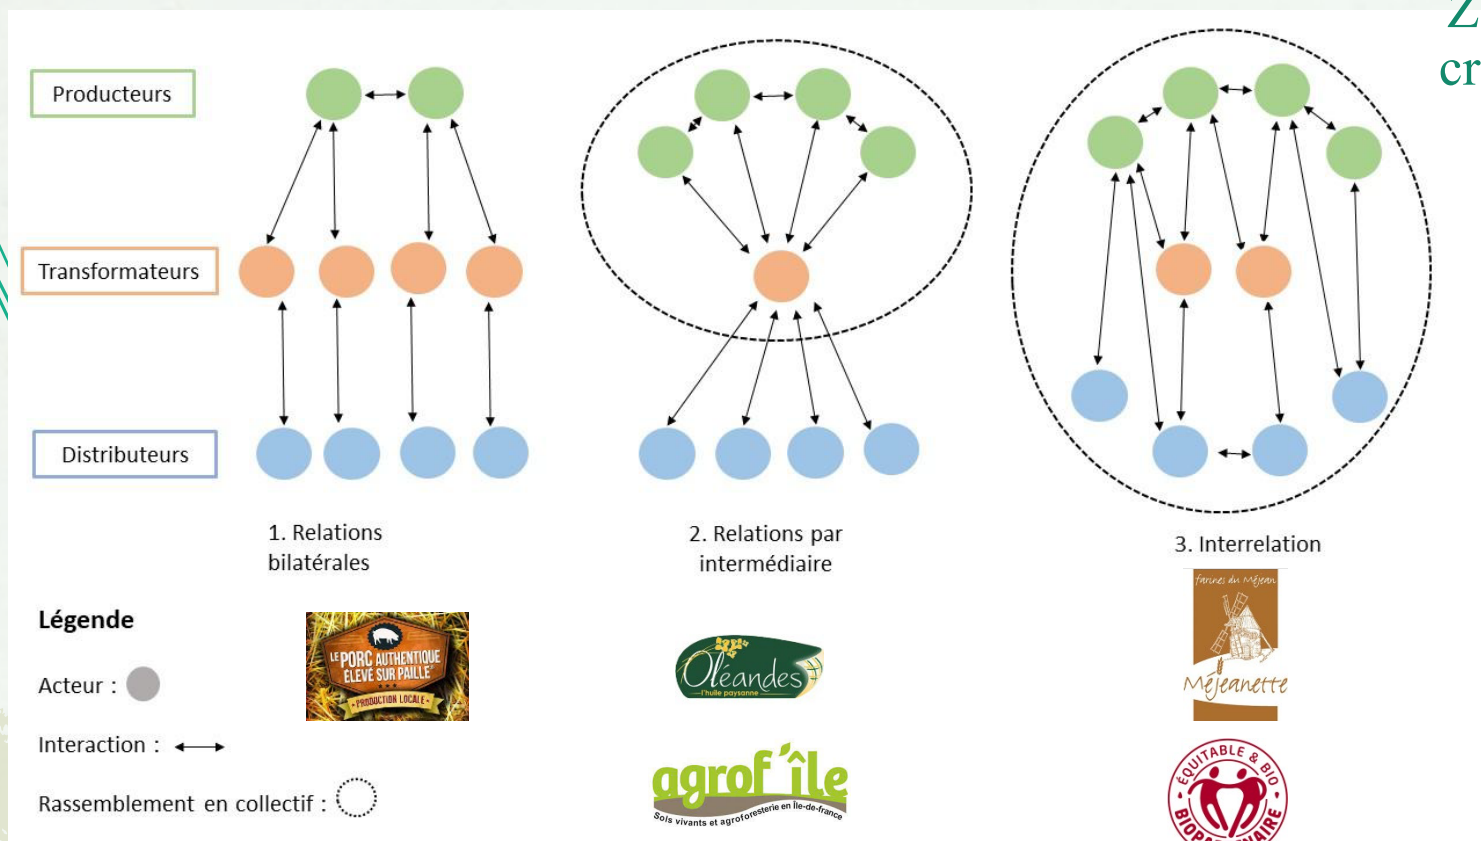 Z
cr
Producteurs
Transformateurs
Distributeurs
1. Relations
bilatérales
2. Relations par
intermédiaire
3. Interrelation
Légende
Acteur :
Interaction :
Rassemblement en collectif :
LE PORC AUTHENTIQUE
ÉLEVÉ SUR PAILLE
PRODUCTION LOCALE
Oléandes
l'huile paysanne
agrof'île
Sols vivants et agroforesterie en Île-de-france
farines du Méjean
Méjeanette
ÉQUITABLE & BIO